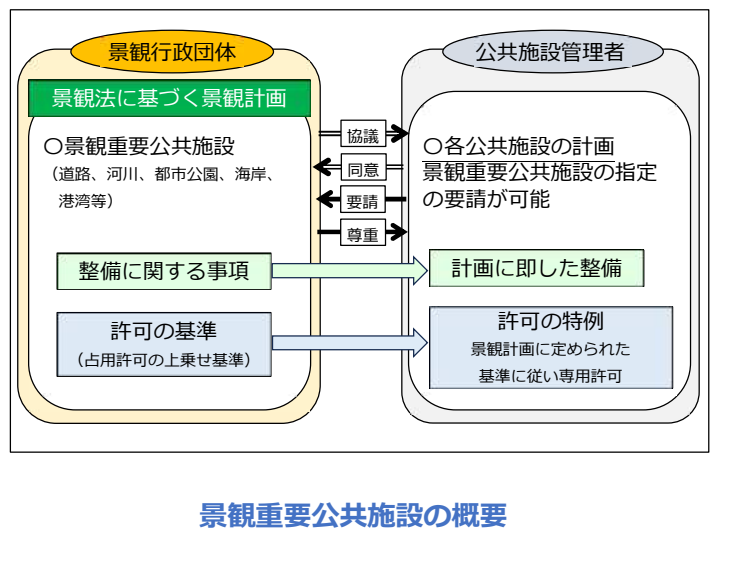 景観行政団体
景観法に基づく景観計画
〇景観重要公共施設
（道路、河川、都市公園、海岸、
港湾等）
整備に関する事項
許可の基準
（占用許可の上乗せ基準）
協議
同意
要請
尊重
公共施設管理者
〇各公共施設の計画
景観重要公共施設の指定
の要請が可能
計画に即した整備
許可の特例
景観計画に定められた
基準に従い専用許可
景観重要公共施設の概要